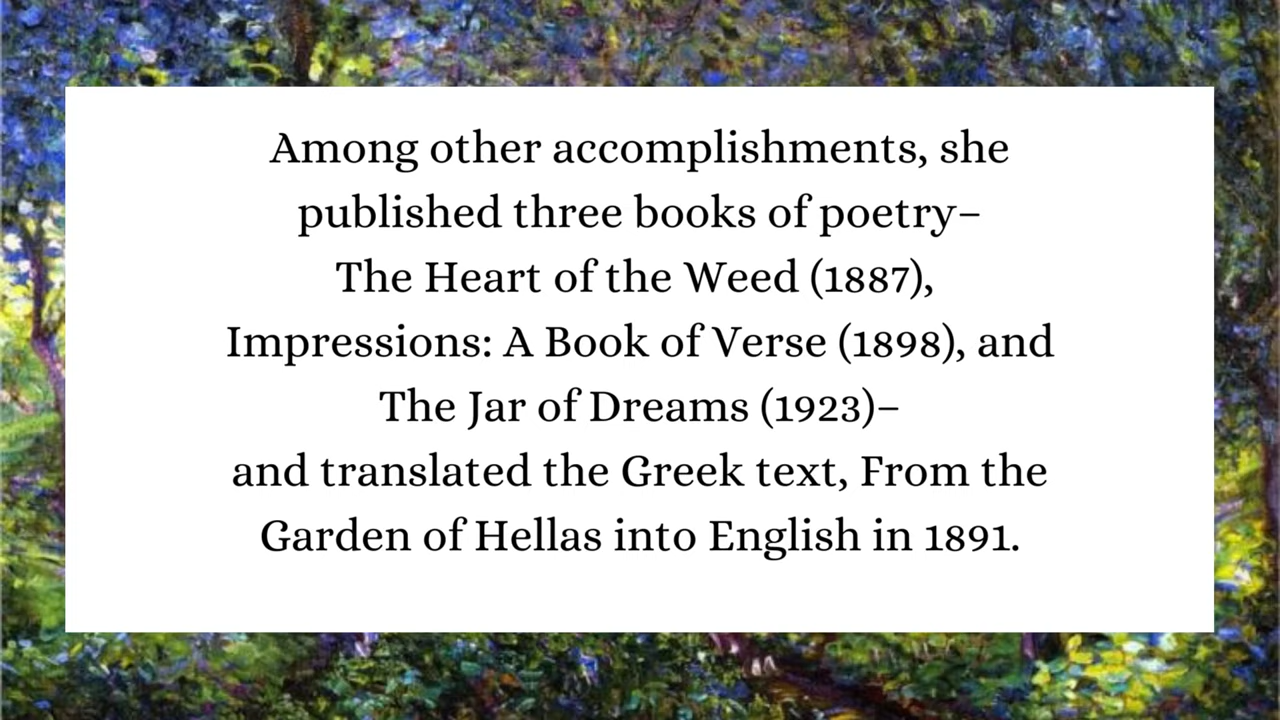 Among other accomplishments, she
published three books of poetry–
The Heart of the Weed (1887),
Impressions: A Book of Verse (1898), and
The Jar of Dreams (1923)–
and translated the Greek text, From the
Garden of Hellas into English in 1891.